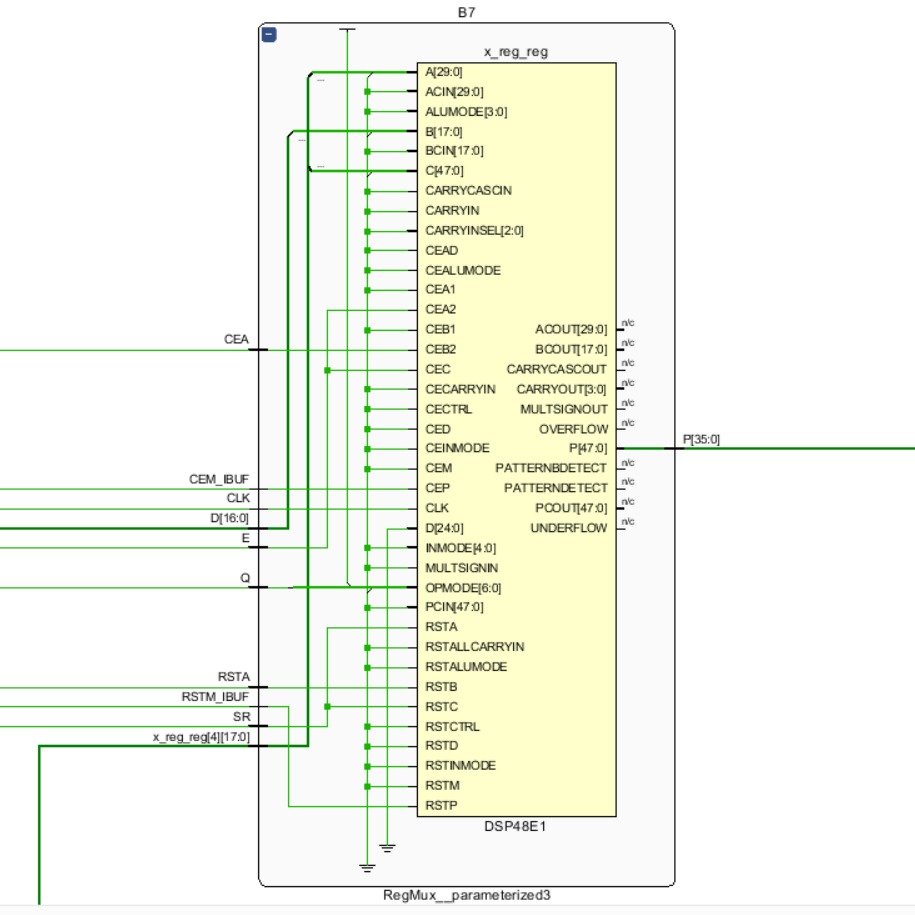 B7
x_reg_reg
A[29:0]
ACIN[29:0]
ALUMODE[3:0]
B[17:0]
BCIN[17:0]
C[47:0]
CARRYCASCIN
CARRYIN
CARRYINSEL[2:0]
CEAD
CEALUMODE
CEA1
CEA2
CEB1 ACOUT[29:0] n/c
CEA CEB2 BCOUT[17:0] n/c
CEC CARRYCASCOUT n/c
CECARRYIN CARRYOUT[3:0] n/c
CECTRL MULTSIGNOUT n/c
CED OVERFLOW n/c
CEINMODE P[47:0] P[35:0]
CEM PATTERNBDETECT n/c
CEM_IBUF CEP PATTERNDETECT n/c
CLK CLK PCOUT[47:0] n/c
D[16:0] D[24:0] UNDERFLOW n/c
E INMODE[4:0]
MULTSIGNIN
Q OPMODE[6:0]
PCIN[47:0]
RSTA
RSTALLCARRYIN
RSTALUMODE
RSTA RSTB
RSTM_IBUF RSTC
SR RSTCTRL
x_reg_reg[4][17:0] RSTD
RSTINMODE
RSTM
RSTP
DSP48E1
RegMux__parameterized3